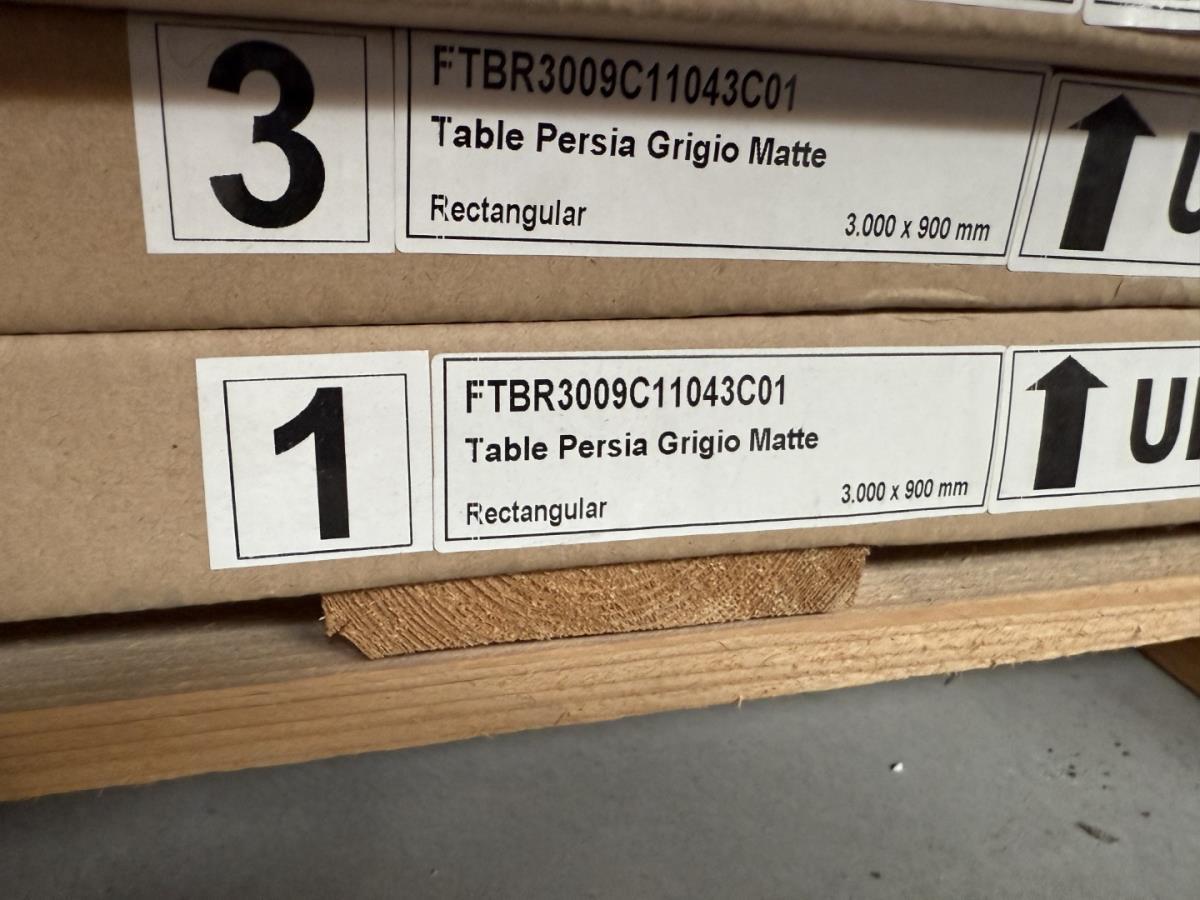 3
FTBR3009C11043C01
Table Persia Grigio Matte
Rectangular
3.000 x 900 mm
1
FTBR3009C11043C01
Table Persia Grigio Matte
Rectangular
3.000 x 900 mm